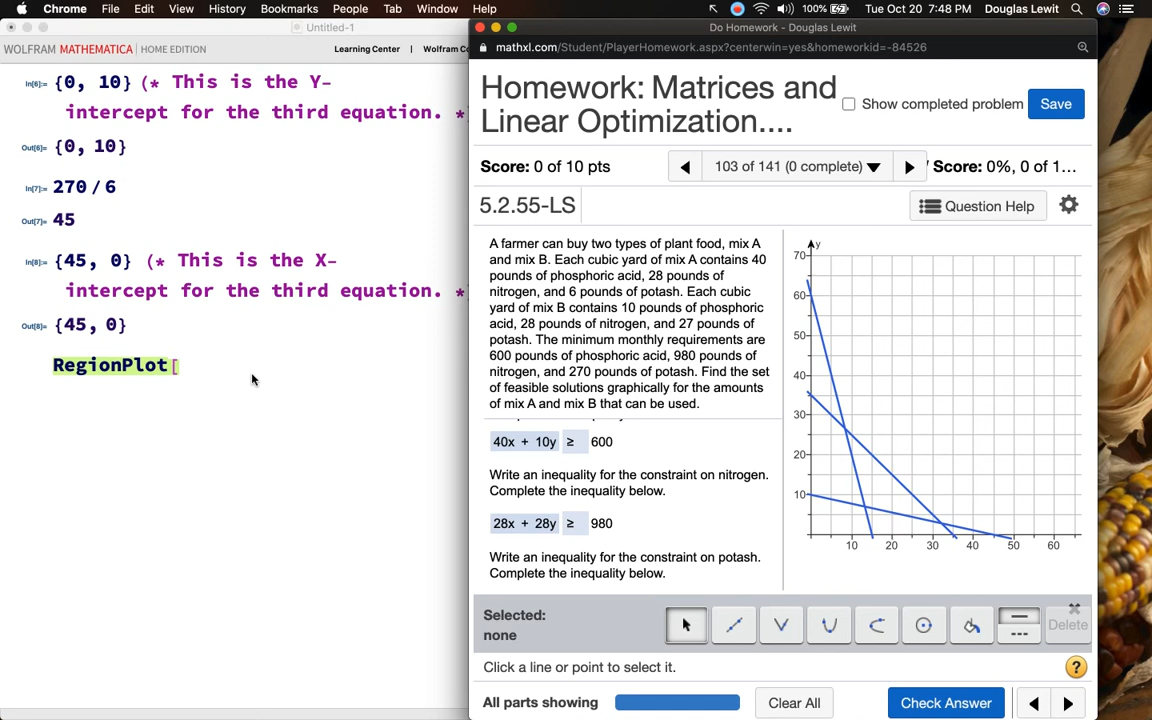 Chrome File Edit View History Bookmarks People Tab Window Help 100% Tue Oct 20 7:48 PM Douglas Lewit
Untitled-1
WOLFRAM MATHEMATICA | HOME EDITION Learning Center | Wolfram Co
In[6]:= {0, 10} (* This is the Y-
intercept for the third equation. *)
Out[6]= {0, 10}
In[7]:= 270 / 6
Out[7]= 45
In[8]:= {45, 0} (* This is the X-
intercept for the third equation. *)
Out[8]= {45, 0}
RegionPlot[
Do Homework - Douglas Lewit
mathxl.com/Student/PlayerHomework.aspx?centerwin=yes&homeworkid=-84526
Homework: Matrices and
Linear Optimization....
Show completed problem
Save
Score: 0 of 10 pts
103 of 141 (0 complete)
Score: 0%, 0 of 1...
5.2.55-LS
Question Help
A farmer can buy two types of plant food, mix A
and mix B. Each cubic yard of mix A contains 40
pounds of phosphoric acid, 28 pounds of
nitrogen, and 6 pounds of potash. Each cubic
yard of mix B contains 10 pounds of phosphoric
acid, 28 pounds of nitrogen, and 27 pounds of
potash. The minimum monthly requirements are
600 pounds of phosphoric acid, 980 pounds of
nitrogen, and 270 pounds of potash. Find the set
of feasible solutions graphically for the amounts
of mix A and mix B that can be used.
40x + 10y ≥ 600
Write an inequality for the constraint on nitrogen.
Complete the inequality below.
28x + 28y ≥ 980
Write an inequality for the constraint on potash.
Complete the inequality below.
y
70
60
50
40
30
20
10
10 20 30 40 50 60
Selected:
none
Delete
Click a line or point to select it.
?
All parts showing
Clear All
Check Answer